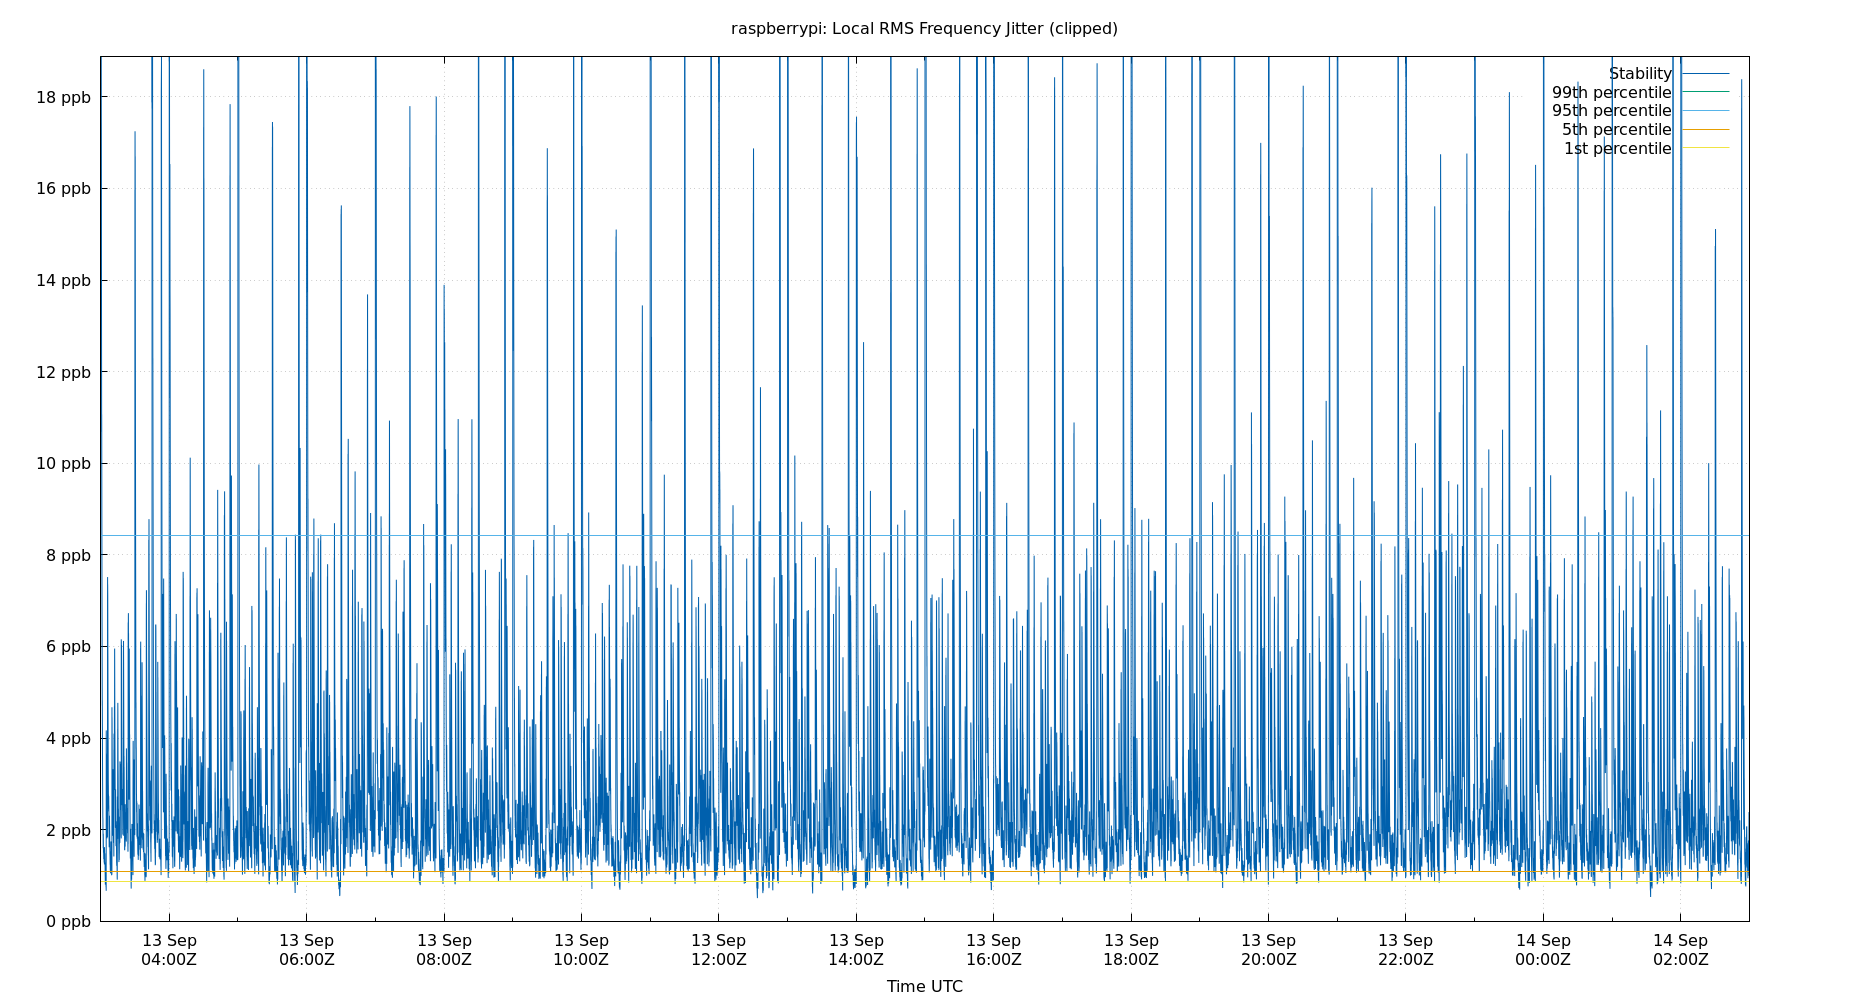 raspberrypi: Local RMS Frequency Jitter (clipped)
Stability
99th percentile
95th percentile
5th percentile
1st percentile
18 ppb
16 ppb
14 ppb
12 ppb
10 ppb
8 ppb
6 ppb
4 ppb
2 ppb
0 ppb
13 Sep 13 Sep 13 Sep 13 Sep 13 Sep 13 Sep 13 Sep 13 Sep 13 Sep 13 Sep 14 Sep 14 Sep
04:00Z 06:00Z 08:00Z 10:00Z 12:00Z 14:00Z 16:00Z 18:00Z 20:00Z 22:00Z 00:00Z 02:00Z
Time UTC